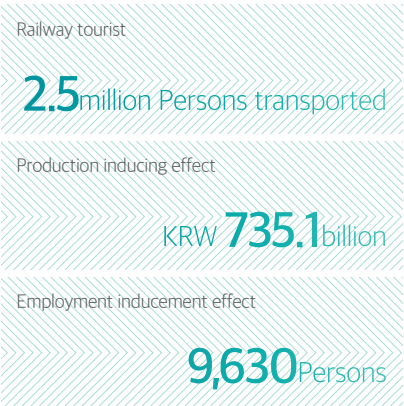 Railway tourist
2.5million Persons transported
Production inducing effect
KRW 735.1billion
Employment inducement effect
9,630Persons